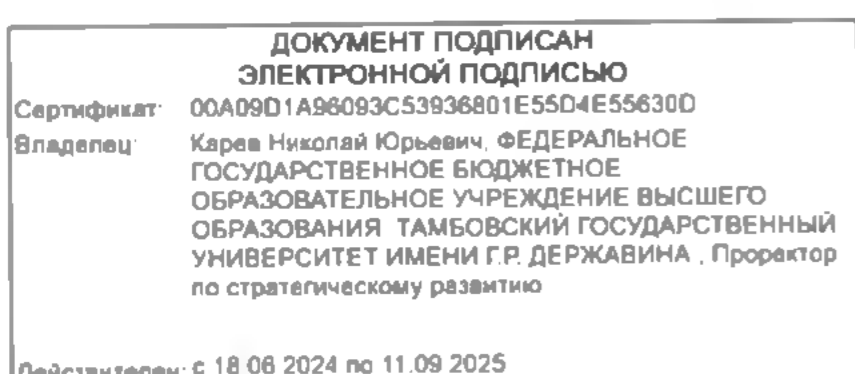 ДОКУМЕНТ ПОДПИСАН
ЭЛЕКТРОННОЙ ПОДПИСЬЮ
Сертификат: 00A09D1A96093C53936801E55D4E55630D
Владелец: Карев Николай Юрьевич, ФЕДЕРАЛЬНОЕ
ГОСУДАРСТВЕННОЕ БЮДЖЕТНОЕ
ОБРАЗОВАТЕЛЬНОЕ УЧРЕЖДЕНИЕ ВЫСШЕГО
ОБРАЗОВАНИЯ ТАМБОВСКИЙ ГОСУДАРСТВЕННЫЙ
УНИВЕРСИТЕТ ИМЕНИ Г.Р. ДЕРЖАВИНА , Проректор
по стратегическому развитию
Действителен: с 18.06.2024 по 11.09.2025